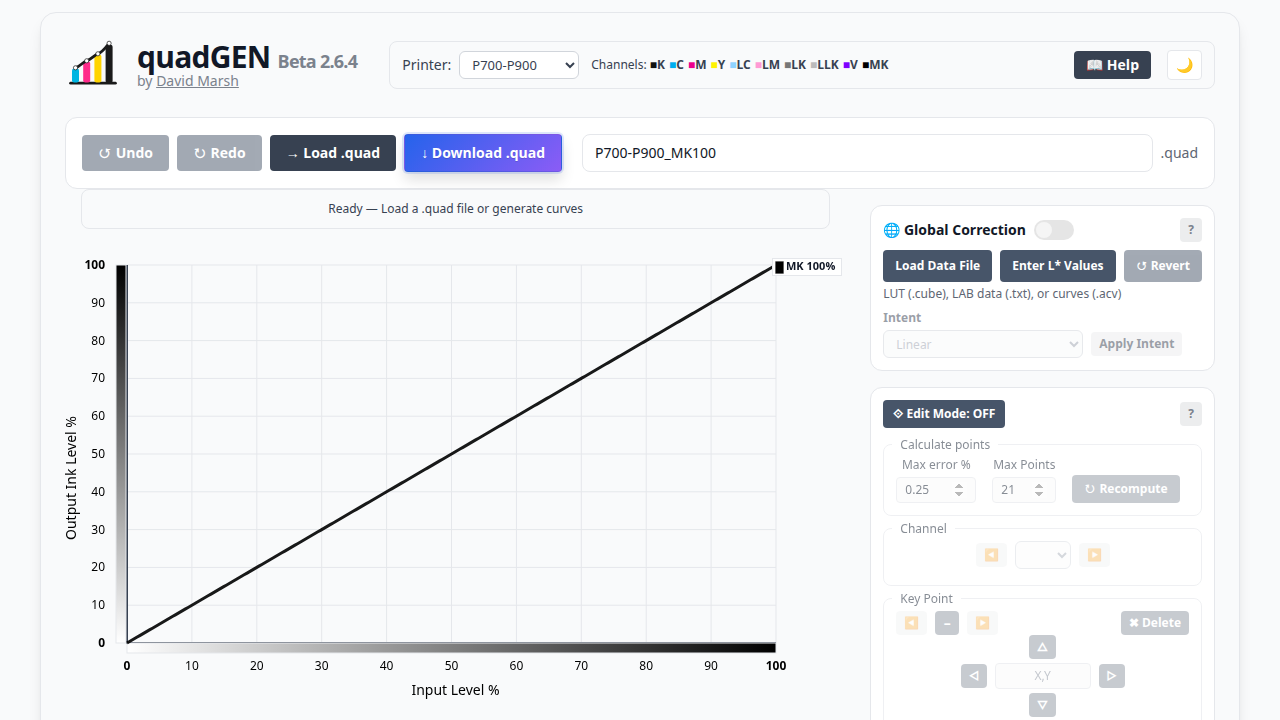 quadGEN Beta 2.6.4
by David Marsh
Printer: P700-P900 Channels: K C M Y LC LM LK LLK V MK
📖 Help
🌙
↺ Undo ↻ Redo → Load .quad ↓ Download .quad P700-P900_MK100 .quad
Ready — Load a .quad file or generate curves
MK 100%
100
90
80
70
60
50
40
30
20
10
0
Output Ink Level %
0 10 20 30 40 50 60 70 80 90 100
Input Level %
🌐 Global Correction ?
Load Data File Enter L* Values ↺ Revert
LUT (.cube), LAB data (.txt), or curves (.acv)
Intent
Linear Apply Intent
⟐ Edit Mode: OFF ?
Calculate points
Max error % Max Points
0.25 21 ↻ Recompute
Channel
Key Point
– ✖ Delete
X,Y